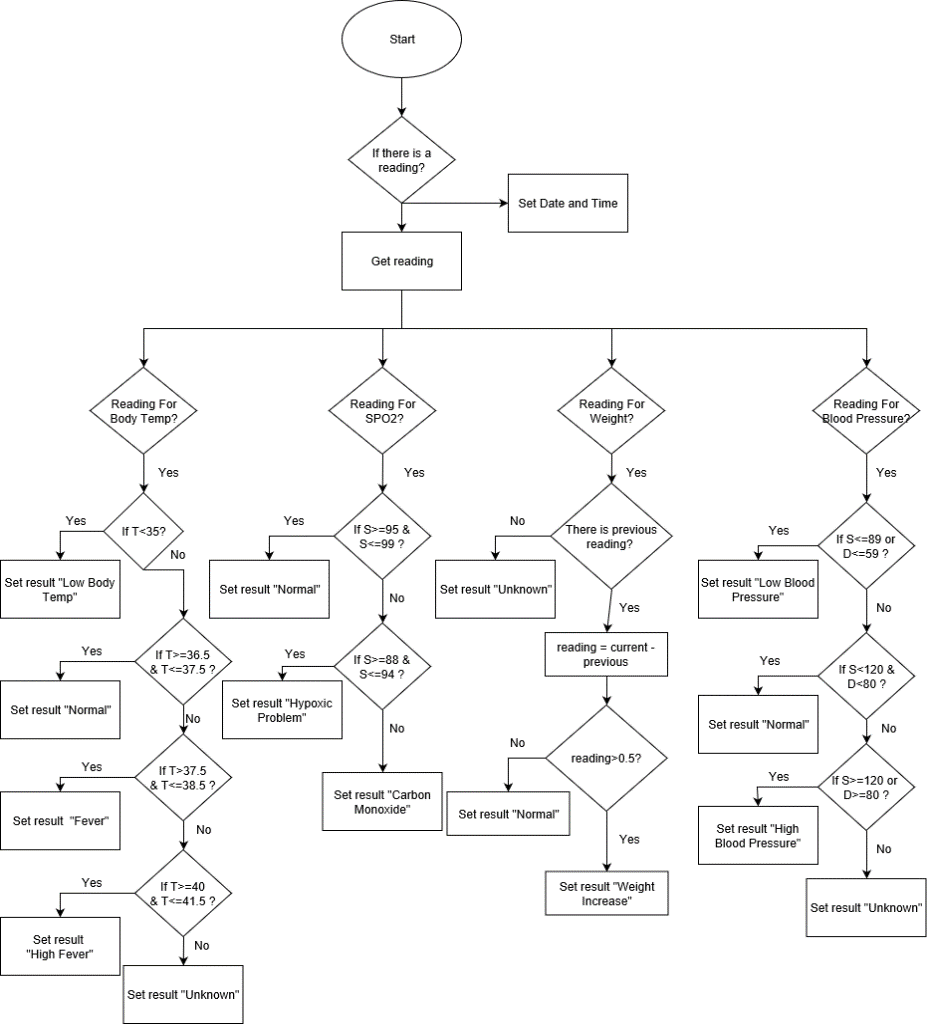 Start
If there is a
reading?
Set Date and Time
Get reading
Reading For
Body Temp?
Reading For
SPO2?
Reading For
Weight?
Reading For
Blood Pressure?
Yes
Yes
Yes
Yes
Yes
If T<35?
No
Set result "Low Body
Temp"
Yes
If T>=36.5
& T<=37.5 ?
Set result "Normal"
No
Yes
If T>37.5
& T<=38.5 ?
Set result "Fever"
No
Yes
If T>=40
& T<=41.5 ?
Set result
"High Fever"
No
Set result "Unknown"
Yes
If S>=95 &
S<=99 ?
Set result "Normal"
No
Yes
If S>=88 &
S<=94 ?
Set result "Hypoxic
Problem"
No
Set result "Carbon
Monoxide"
No
There is previous
reading?
Set result "Unknown"
Yes
reading = current -
previous
No
reading>0.5?
Set result "Normal"
Yes
Set result "Weight
Increase"
Yes
If S<=89 or
D<=59 ?
Set result "Low Blood
Pressure"
No
Yes
If S<120 &
D<80 ?
Set result "Normal"
No
Yes
If S>=120 or
D>=80 ?
Set result "High
Blood Pressure"
No
Set result "Unknown"